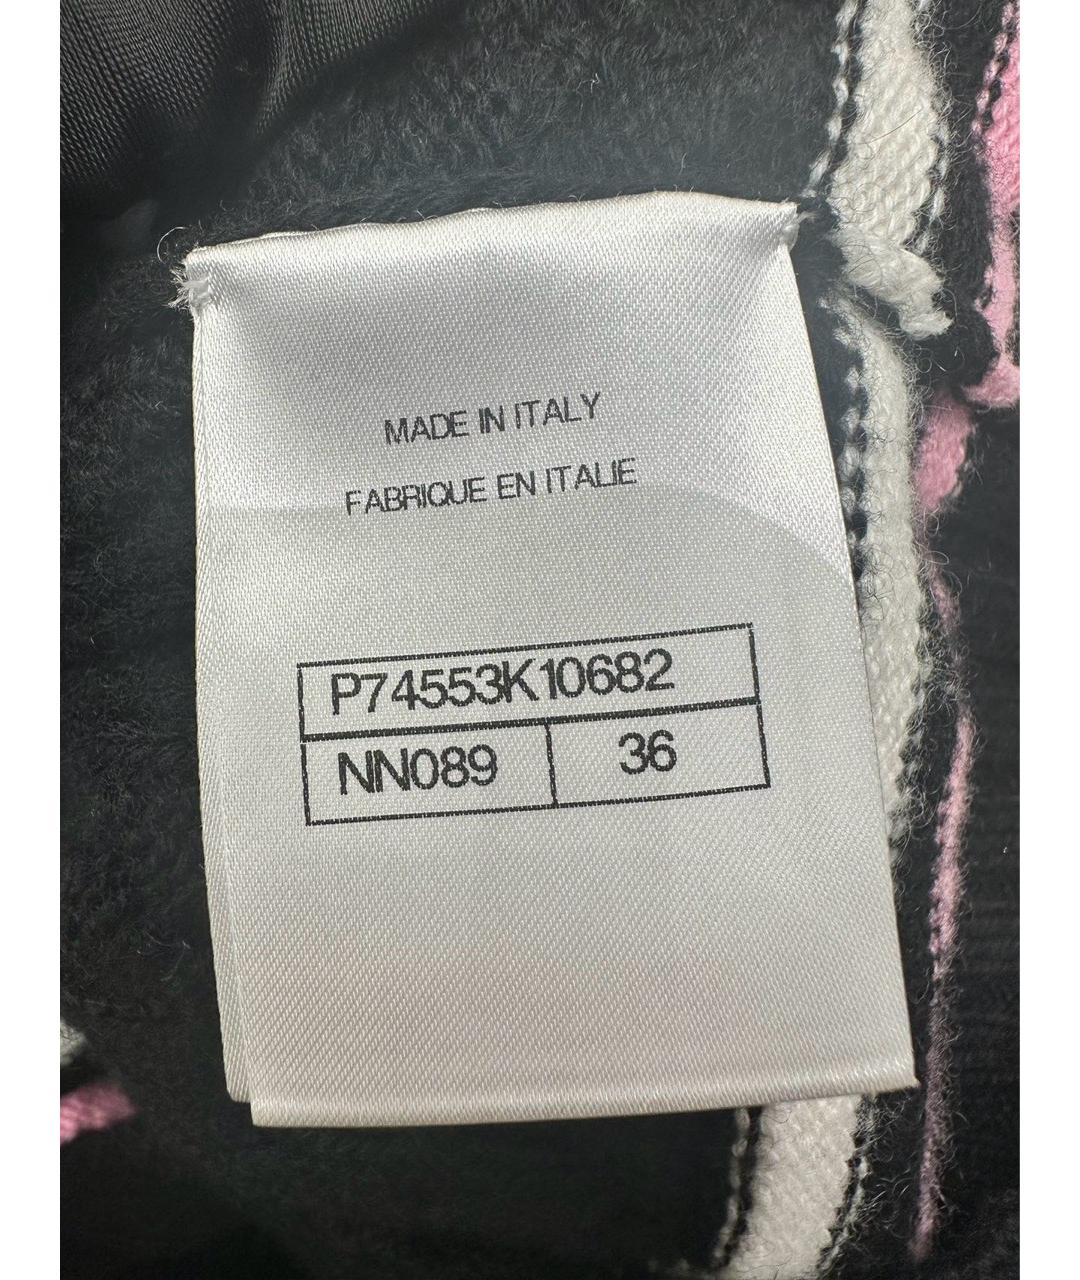 MADE IN ITALY
FABRIQUE EN ITALIE
P74553K10682
NN089 36